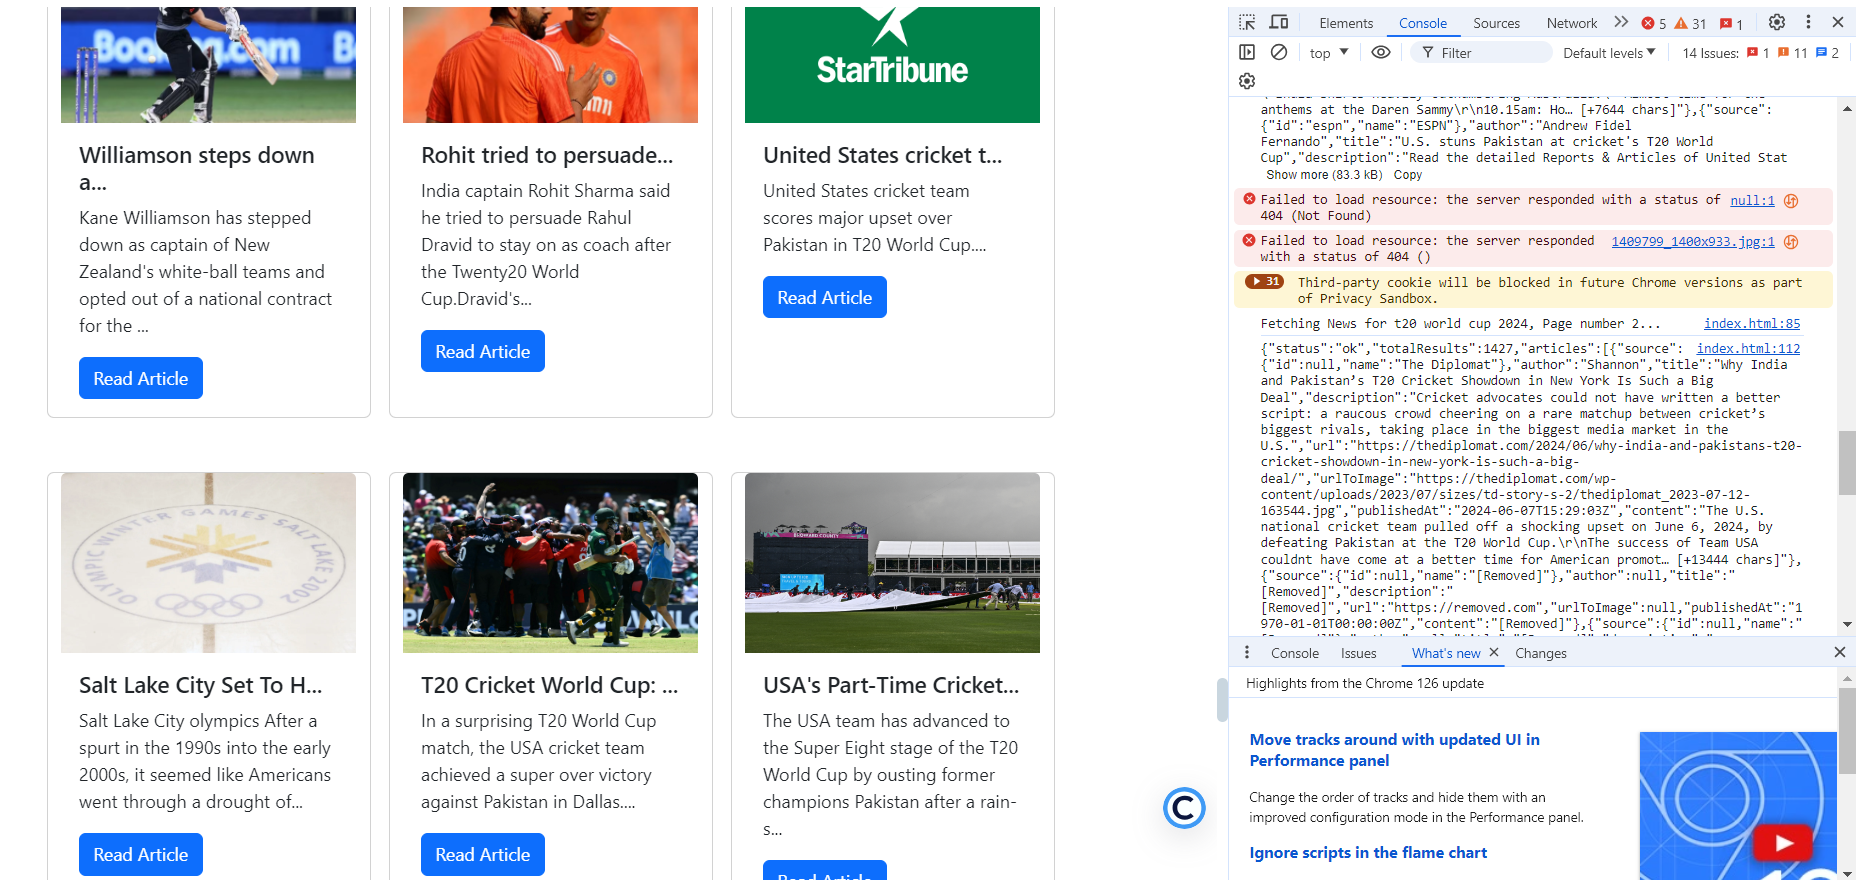 Booking.com
B
StarTribune
Williamson steps down
a...
Kane Williamson has stepped
down as captain of New
Zealand's white-ball teams and
opted out of a national contract
for the ...
Read Article
Rohit tried to persuade...
India captain Rohit Sharma said
he tried to persuade Rahul
Dravid to stay on as coach after
the Twenty20 World
Cup.Dravid's...
Read Article
United States cricket t...
United States cricket team
scores major upset over
Pakistan in T20 World Cup....
Read Article
OLYMPIC WINTER GAMES SALT LAKE 2002
Salt Lake City Set To H...
Salt Lake City olympics After a
spurt in the 1990s into the early
2000s, it seemed like Americans
went through a drought of...
Read Article
T20 Cricket World Cup: ...
In a surprising T20 World Cup
match, the USA cricket team
achieved a super over victory
against Pakistan in Dallas....
Read Article
BROWARD COUNTY
USA's Part-Time Cricket...
The USA team has advanced to
the Super Eight stage of the T20
World Cup by ousting former
champions Pakistan after a rain-
s...
Read Article
C
Elements Console Sources Network 5 31 1
top Filter Default levels 14 Issues: 1 11 2
anthems at the Daren Sammy\r\n10.15am: Ho… [+7644 chars]"},{"source":
{"id":"espn","name":"ESPN"},"author":"Andrew Fidel
Fernando","title":"U.S. stuns Pakistan at cricket's T20 World
Cup","description":"Read the detailed Reports & Articles of United Stat
Show more (83.3 kB) Copy
Failed to load resource: the server responded with a status of null:1
404 (Not Found)
Failed to load resource: the server responded 1409799_1400x933.jpg:1
with a status of 404 ()
31 Third-party cookie will be blocked in future Chrome versions as part
of Privacy Sandbox.
Fetching News for t20 world cup 2024, Page number 2... index.html:85
{"status":"ok","totalResults":1427,"articles":[{"source": index.html:112
{"id":null,"name":"The Diplomat"},"author":"Shannon","title":"Why India
and Pakistan’s T20 Cricket Showdown in New York Is Such a Big
Deal","description":"Cricket advocates could not have written a better
script: a raucous crowd cheering on a rare matchup between cricket’s
biggest rivals, taking place in the biggest media market in the
U.S.","url":"https://thediplomat.com/2024/06/why-india-and-pakistans-t20-
cricket-showdown-in-new-york-is-such-a-big-
deal/","urlToImage":"https://thediplomat.com/wp-
content/uploads/2023/07/sizes/td-story-s-2/thediplomat_2023-07-12-
163544.jpg","publishedAt":"2024-06-07T15:29:03Z","content":"The U.S.
national cricket team pulled off a shocking upset on June 6, 2024, by
defeating Pakistan at the T20 World Cup.\r\nThe success of Team USA
couldnt have come at a better time for American promot… [+13444 chars]"},
{"source":{"id":null,"name":"[Removed]"},"author":null,"title":"
[Removed]","description":"
[Removed]","url":"https://removed.com","urlToImage":null,"publishedAt":"1
970-01-01T00:00:00Z","content":"[Removed]"},{"source":{"id":null,"name":"
Console Issues What's new Changes
Highlights from the Chrome 126 update
Move tracks around with updated UI in
Performance panel
Change the order of tracks and hide them with an
improved configuration mode in the Performance panel.
Ignore scripts in the flame chart